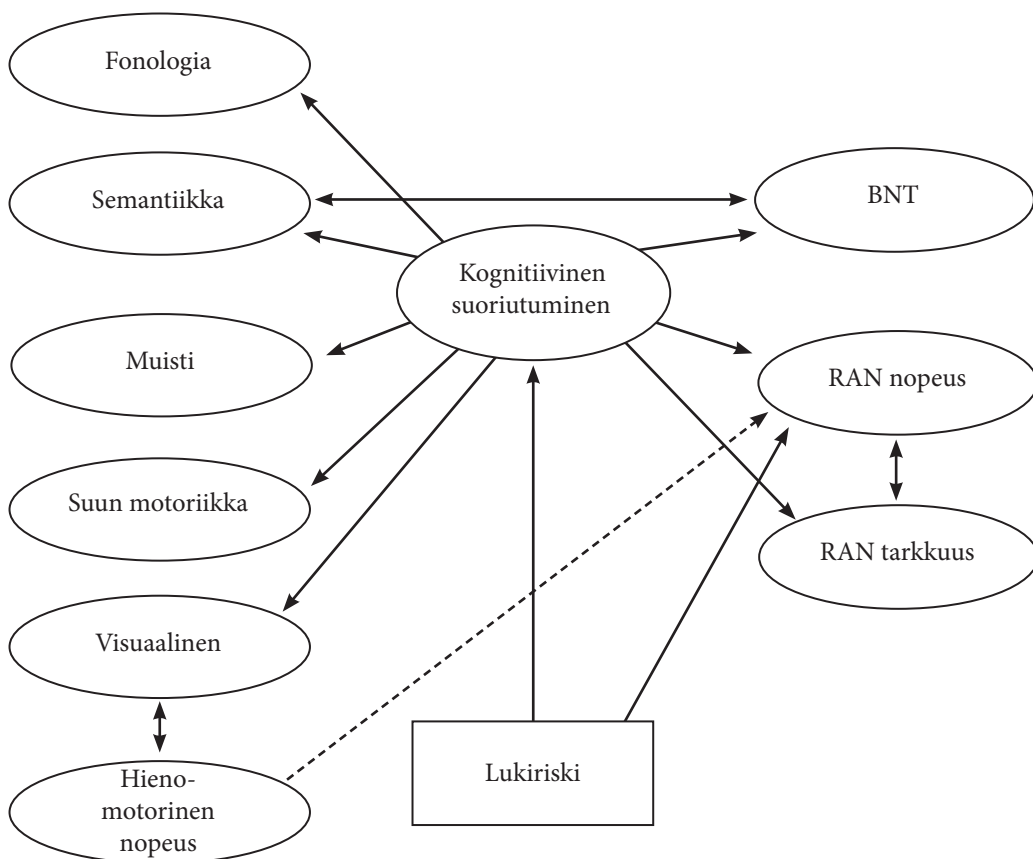 Fonologia
Semantiikka
BNT
Kognitiivinen
suoriutuminen
Muisti
RAN nopeus
Suun motoriikka
RAN tarkkuus
Visuaalinen
Lukiriski
Hieno-
motorinen
nopeus